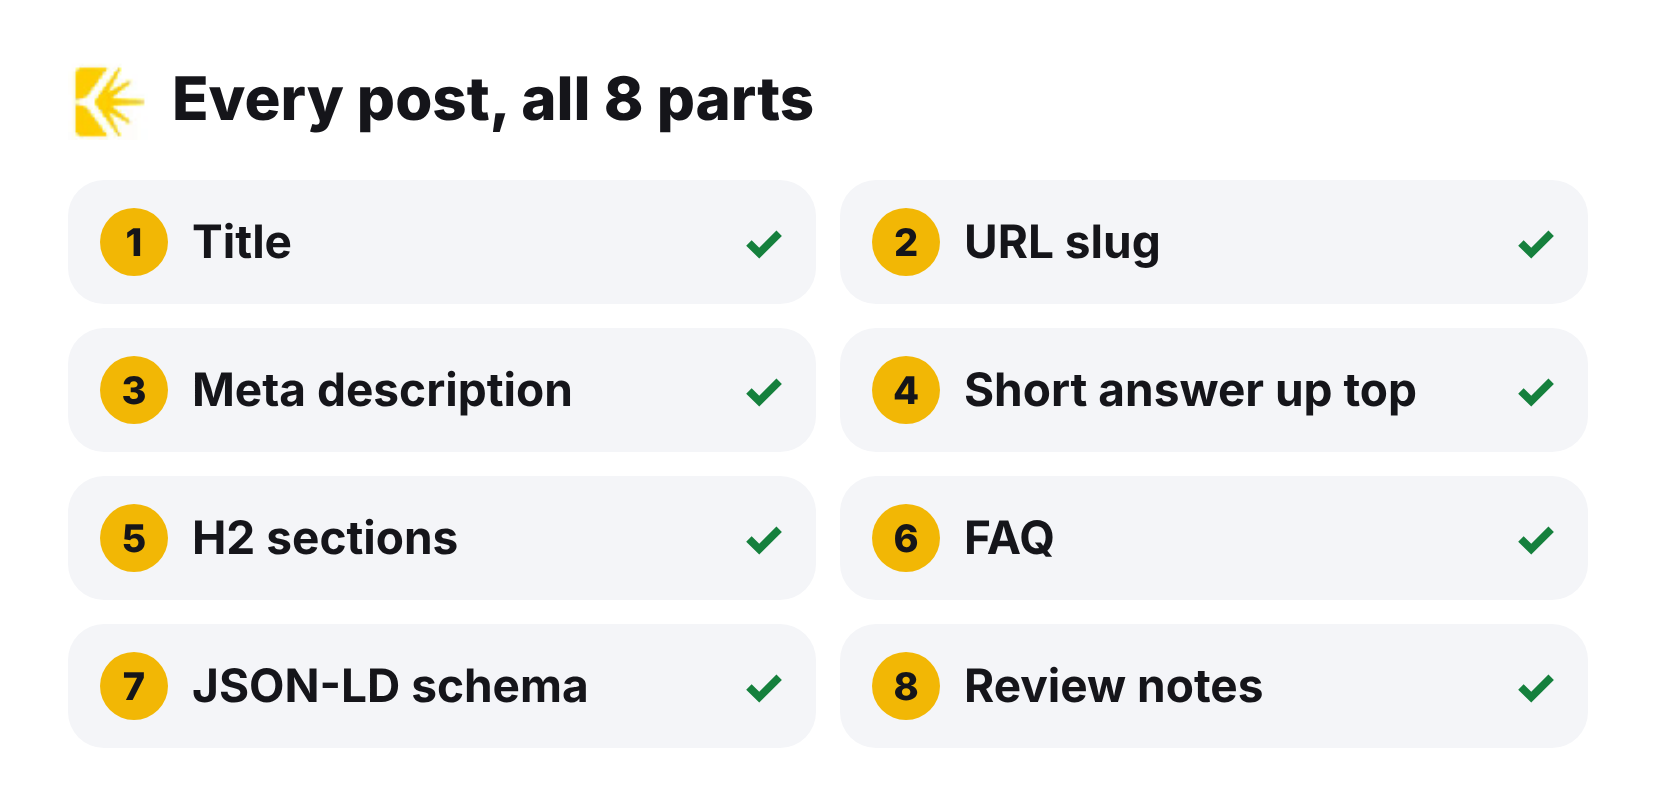 Every post, all 8 parts
1 Title
2 URL slug
3 Meta description
4 Short answer up top
5 H2 sections
6 FAQ
7 JSON-LD schema
8 Review notes